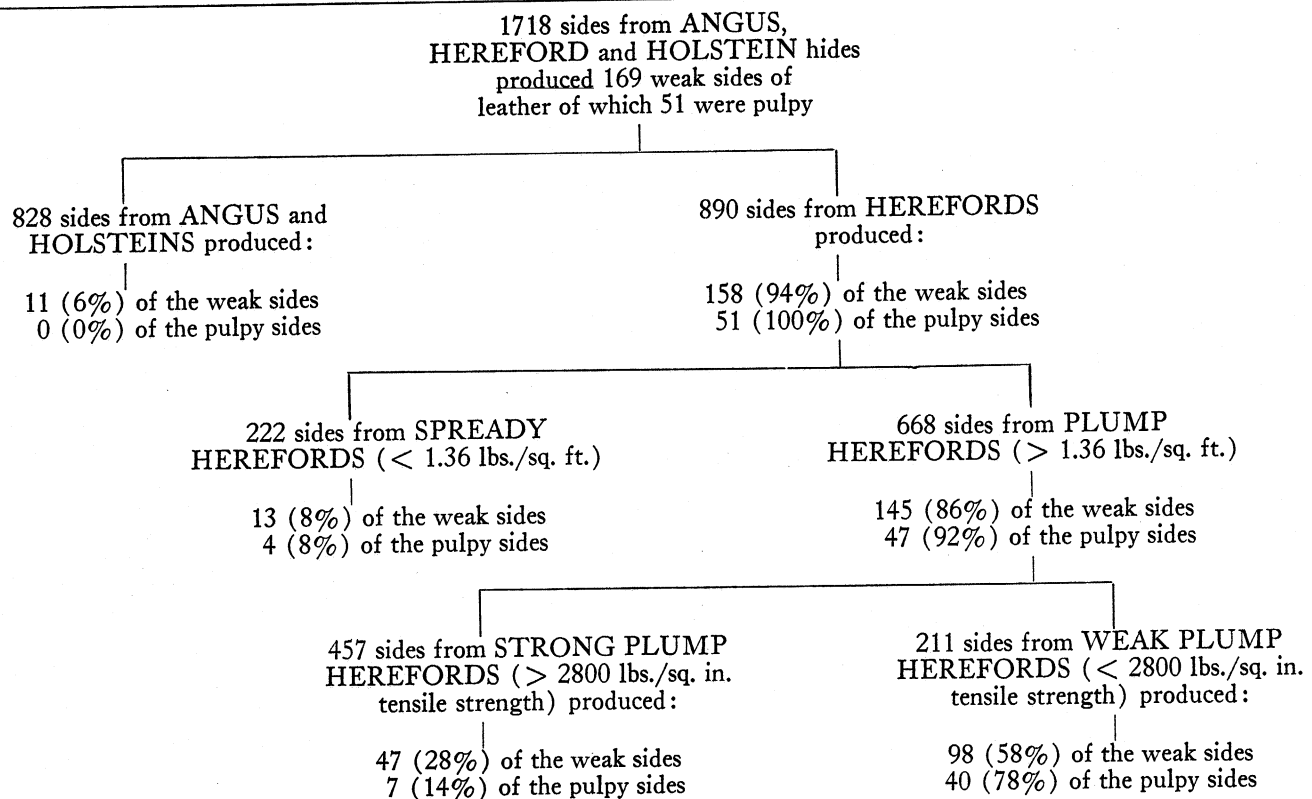 1718 sides from ANGUS,
HEREFORD and HOLSTEIN hides
produced 169 weak sides of
leather of which 51 were pulpy
828 sides from ANGUS and
HOLSTEINS produced:
11 (6%) of the weak sides
0 (0%) of the pulpy sides
890 sides from HEREFORDS
produced:
158 (94%) of the weak sides
51 (100%) of the pulpy sides
222 sides from SPREADY
HEREFORDS (< 1.36 lbs./sq. ft.)
13 (8%) of the weak sides
4 (8%) of the pulpy sides
668 sides from PLUMP
HEREFORDS (> 1.36 lbs./sq. ft.)
145 (86%) of the weak sides
47 (92%) of the pulpy sides
457 sides from STRONG PLUMP
HEREFORDS (> 2800 lbs./sq. in.
tensile strength) produced:
47 (28%) of the weak sides
7 (14%) of the pulpy sides
211 sides from WEAK PLUMP
HEREFORDS (< 2800 lbs./sq. in.
tensile strength) produced:
98 (58%) of the weak sides
40 (78%) of the pulpy sides